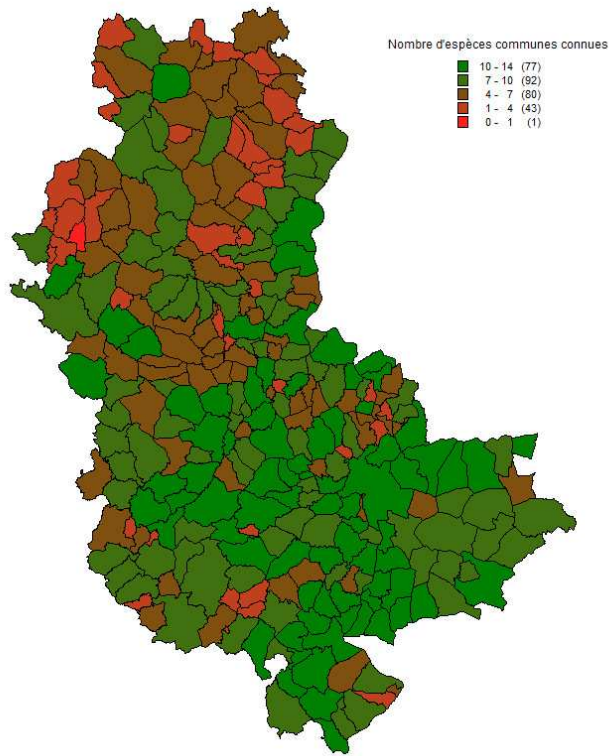 Nombre d'espèces communes connues
10 - 14 (77)
7 - 10 (92)
4 - 7 (80)
1 - 4 (43)
0 - 1 (1)